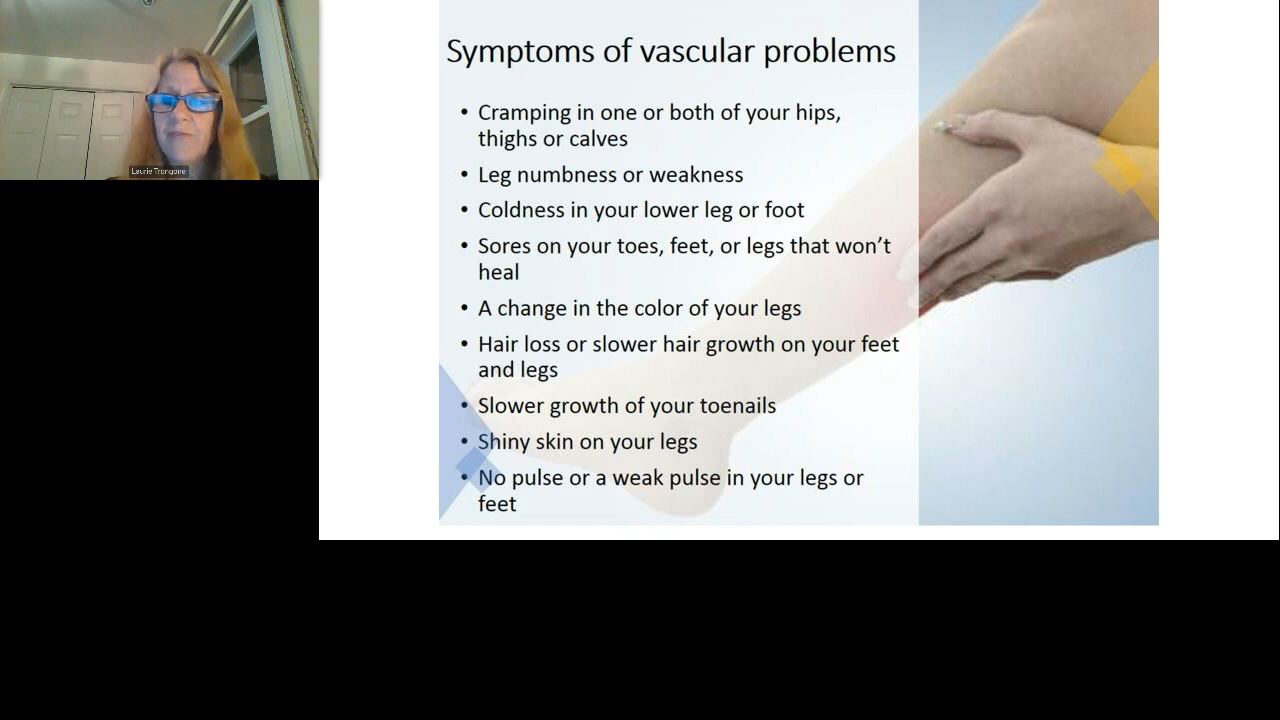 Laurie Trongone
Symptoms of vascular problems
• Cramping in one or both of your hips,
thighs or calves
• Leg numbness or weakness
• Coldness in your lower leg or foot
• Sores on your toes, feet, or legs that won’t
heal
• A change in the color of your legs
• Hair loss or slower hair growth on your feet
and legs
• Slower growth of your toenails
• Shiny skin on your legs
• No pulse or a weak pulse in your legs or
feet